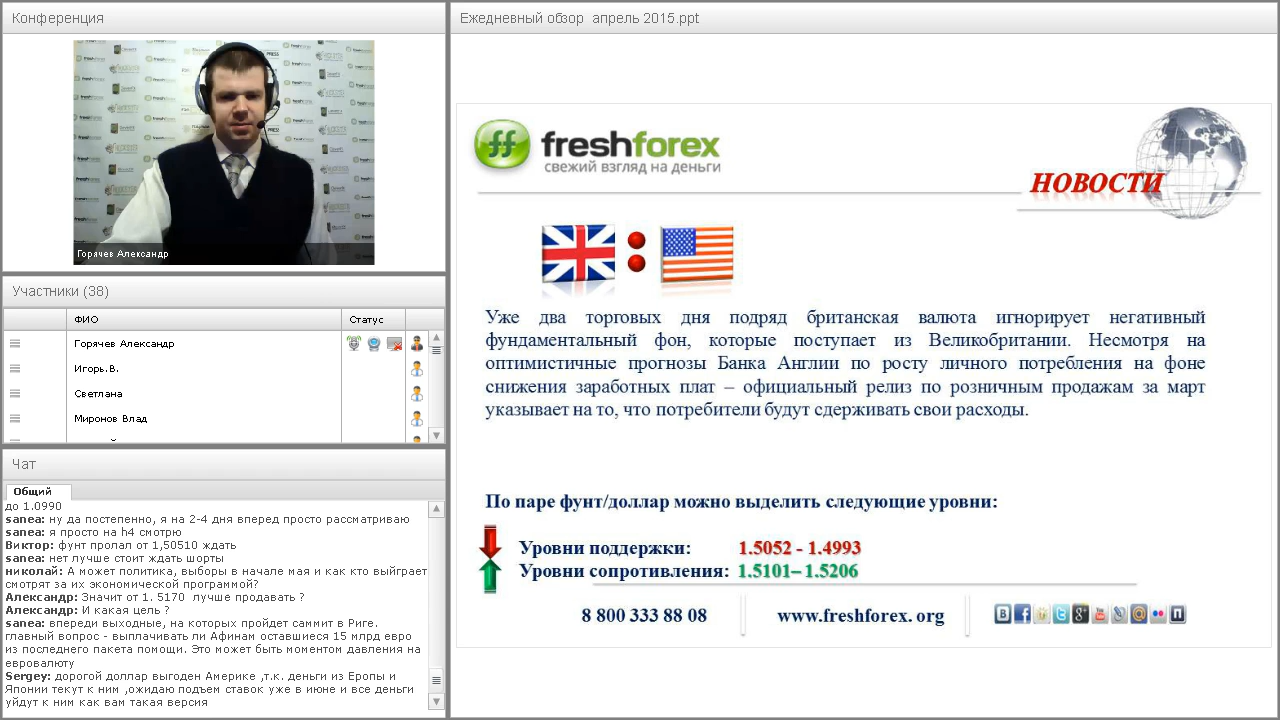 Конференция
Горячев Александр
Участники (38)
ФИО
Статус
Горячев Александр
Игорь.В.
Светлана
Миронов Влад
Чат
Общий
до 1.0990
sanea: ну да постепенно, я на 2-4 дня вперед просто рассматриваю
sanea: я просто на h4 смотрю
Виктор: фунт пропал от 1,50510 ждать
sanea: нет лучше стоит ждать шорты
николай: А может политика, выборы в начале мая и как кто выйграет
смотрят за их экономической программой?
Александр: Значит от 1. 5170 лучше продавать ?
Александр: И какая цель ?
sanea: впереди выходные, на которых пройдет саммит в ЕС, а
главный вопрос - выплачивать ли Афинам оставшиеся 15 млрд евро
из последнего пакета помощи. Это может быть моментом давления на
евровалюту
Sergey: дорогой доллар выгоден Америке ,т.к. деньги из Еропы и
Японии текут к ним ,ожидаю подъем ставок уже в июне и все деньги
уйдут к ним как вам такая версия
Ежедневный обзор апрель 2015.ppt
ff freshforex
свежий взгляд на деньги
НОВОСТИ
Уже два торговых дня подряд британская валюта игнорирует негативный
фундаментальный фон, которые поступает из Великобритании. Несмотря на
оптимистичные прогнозы Банка Англии по росту личного потребления на фоне
снижения заработных плат – официальный релиз по розничным продажам за март
указывает на то, что потребители будут сдерживать свои расходы.
По паре фунт/доллар можно выделить следующие уровни:
Уровни поддержки: 1.5052 - 1.4993
Уровни сопротивления: 1.5101– 1.5206
8 800 333 88 08
www.freshforex. org